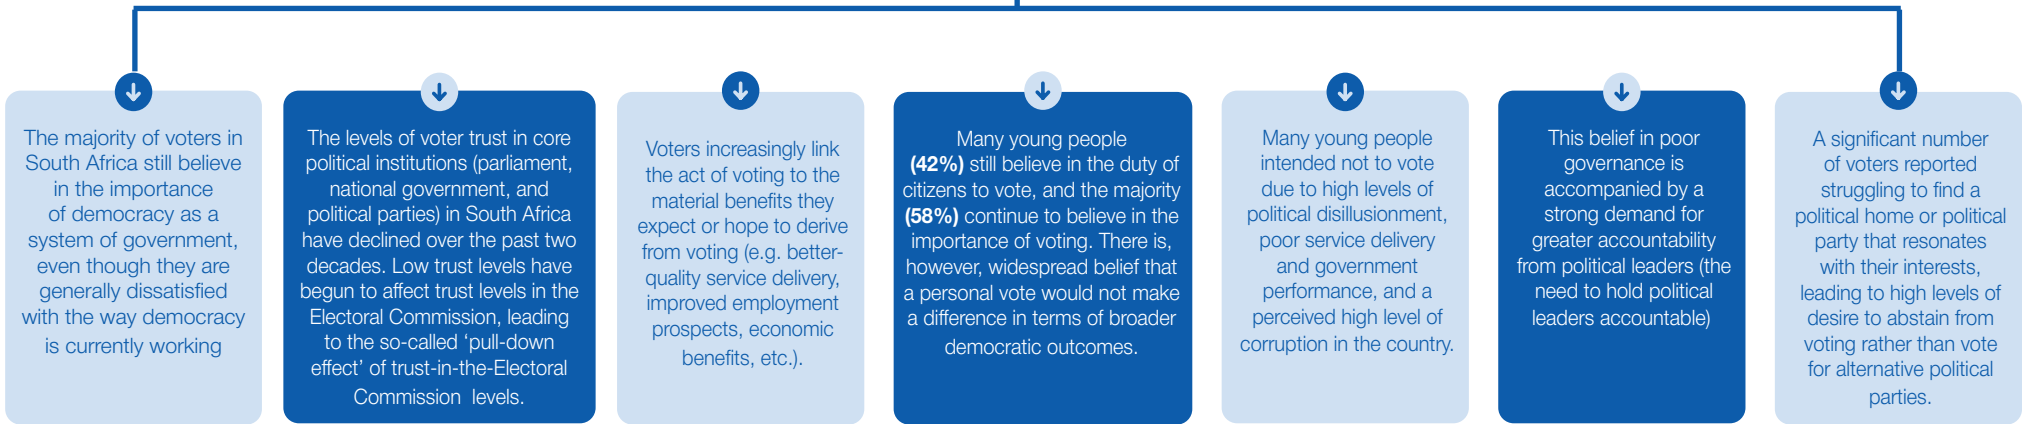 The majority of voters in
South Africa still believe
in the importance
of democracy as a
system of government,
even though they are
generally dissatisfied
with the way democracy
is currently working
The levels of voter trust in core
political institutions (parliament,
national government, and
political parties) in South Africa
have declined over the past two
decades. Low trust levels have
begun to affect trust levels in the
Electoral Commission, leading
to the so-called ‘pull-down
effect’ of trust-in-the-Electoral
Commission levels.
Voters increasingly link
the act of voting to the
material benefits they
expect or hope to derive
from voting (e.g. better-
quality service delivery,
improved employment
prospects, economic
benefits, etc.).
Many young people
(42%) still believe in the duty of
citizens to vote, and the majority
(58%) continue to believe in the
importance of voting. There is,
however, widespread belief that
a personal vote would not make
a difference in terms of broader
democratic outcomes.
Many young people
intended not to vote
due to high levels of
political disillusionment,
poor service delivery
and government
performance, and a
perceived high level of
corruption in the country.
This belief in poor
governance is
accompanied by a
strong demand for
greater accountability
from political leaders (the
need to hold political
leaders accountable)
A significant number
of voters reported
struggling to find a
political home or political
party that resonates
with their interests,
leading to high levels of
desire to abstain from
voting rather than vote
for alternative political
parties.